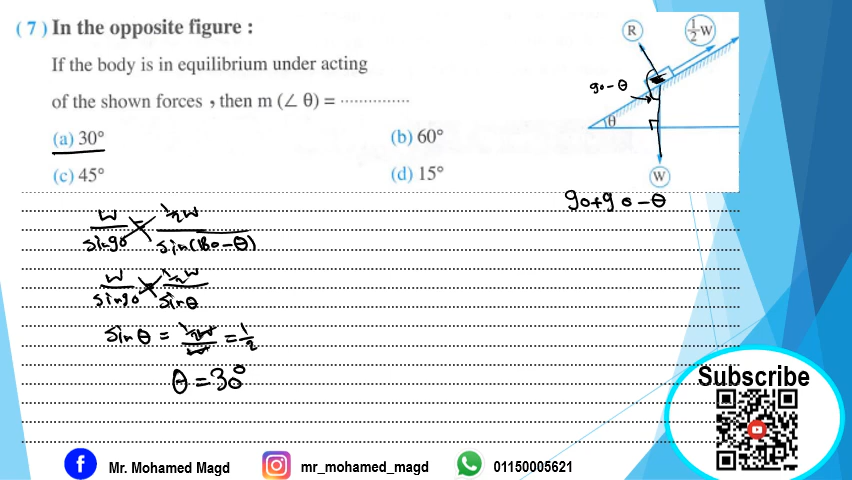 ( 7 ) In the opposite figure :
If the body is in equilibrium under acting
of the shown forces , then m (∠ θ) = ···············
(a) 30°
(b) 60°
(c) 45°
(d) 15°
R
1/2 W
90 - θ
θ
W
90+90-θ
W/sin90 = 1/2W/sin(180-θ)
W/sin90 = 1/2W/sinθ
sin θ = 1/2W/W = 1/2
θ = 30°
Subscribe
Mr. Mohamed Magd
mr_mohamed_magd
01150005621